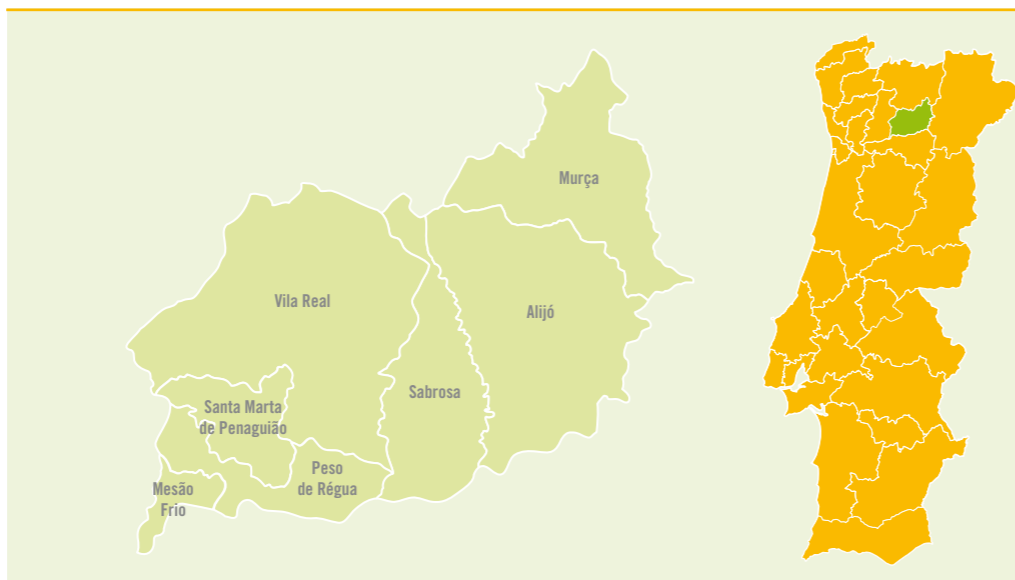 Murça
Vila Real
Alijó
Sabrosa
Santa Marta
de Penaguião
Peso
de Régua
Mesão
Frio